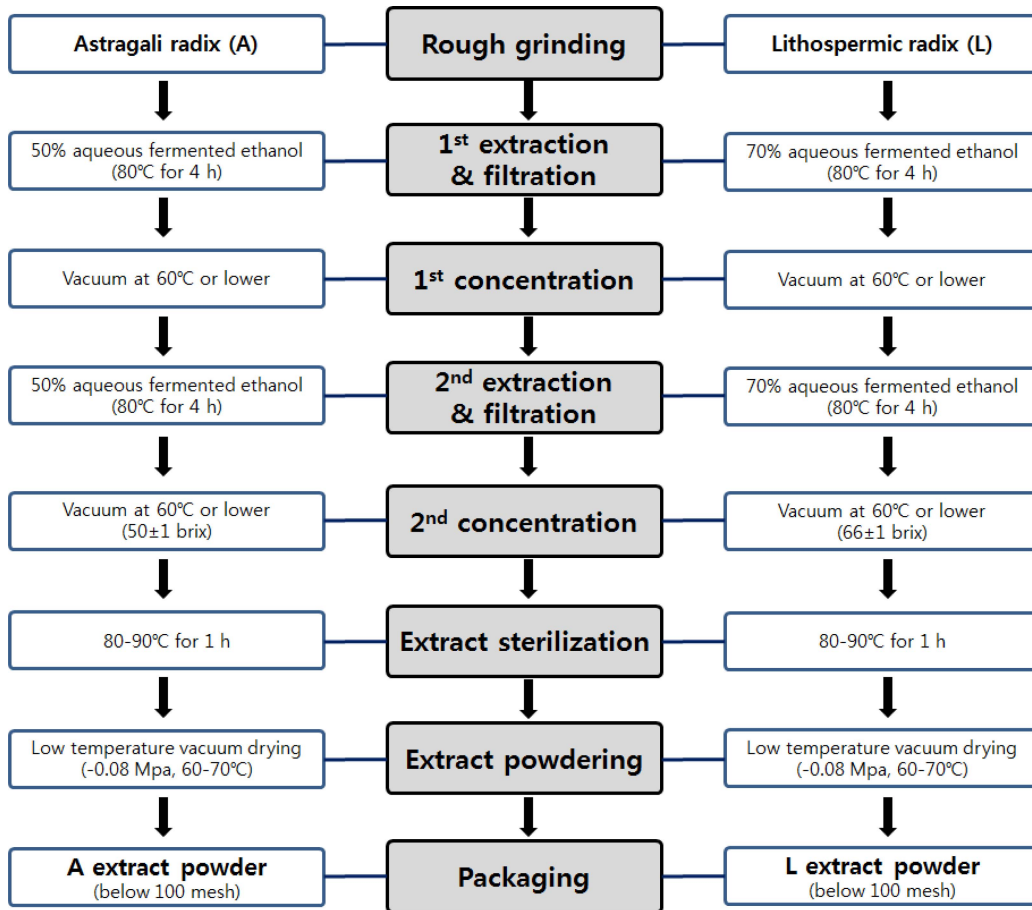 Astragali radix (A)
Rough grinding
Lithospermic radix (L)
50% aqueous fermented ethanol
(80℃ for 4 h)
1st extraction
& filtration
70% aqueous fermented ethanol
(80℃ for 4 h)
Vacuum at 60℃ or lower
1st concentration
Vacuum at 60℃ or lower
50% aqueous fermented ethanol
(80℃ for 4 h)
2nd extraction
& filtration
70% aqueous fermented ethanol
(80℃ for 4 h)
Vacuum at 60℃ or lower
(50±1 brix)
2nd concentration
Vacuum at 60℃ or lower
(66±1 brix)
80-90℃ for 1 h
Extract sterilization
80-90℃ for 1 h
Low temperature vacuum drying
(-0.08 Mpa, 60-70℃)
Extract powdering
Low temperature vacuum drying
(-0.08 Mpa, 60-70℃)
A extract powder
(below 100 mesh)
Packaging
L extract powder
(below 100 mesh)